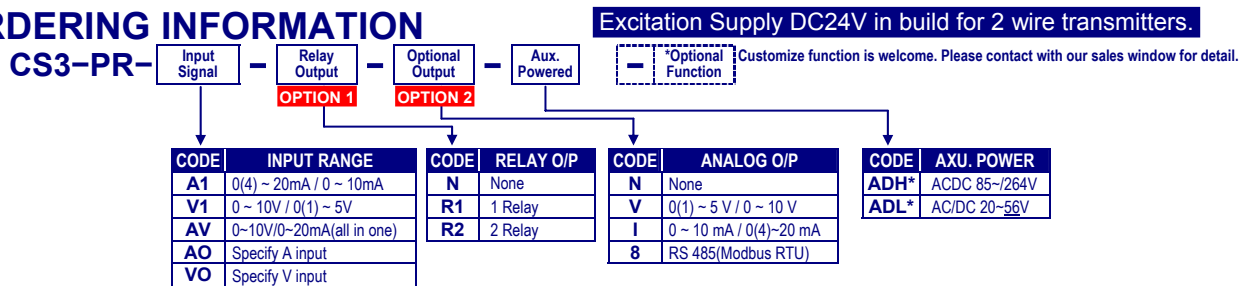 RDERING INFORMATION
Excitation Supply DC24V in build for 2 wire transmitters.
CS3-PR- Input Signal - Relay Output - Optional Output - Aux. Powered - *Optional Function
Customize function is welcome. Please contact with our sales window for detail.
OPTION 1 OPTION 2
CODE INPUT RANGE
A1 0(4) ~ 20mA / 0 ~ 10mA
V1 0 ~ 10V / 0(1) ~ 5V
AV 0~10V/0~20mA(all in one)
AO Specify A input
VO Specify V input
CODE RELAY O/P
N None
R1 1 Relay
R2 2 Relay
CODE ANALOG O/P
N None
V 0(1) ~ 5 V / 0 ~ 10 V
I 0 ~ 10 mA / 0(4)~20 mA
8 RS 485(Modbus RTU)
CODE AXU. POWER
ADH* ACDC 85~/264V
ADL* AC/DC 20~56V